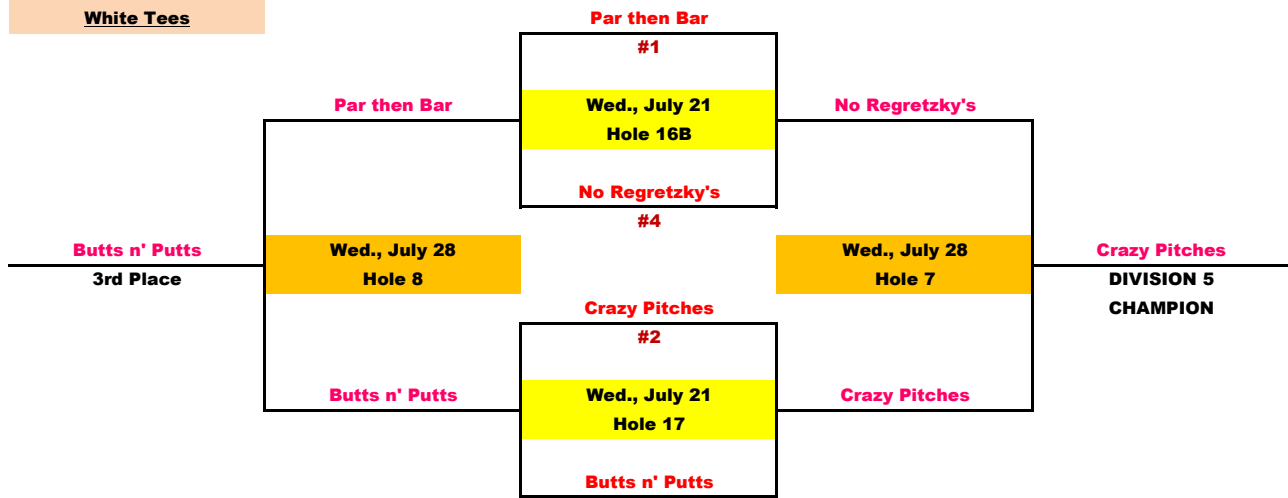 White Tees
Par then Bar
#1
Par then Bar
Wed., July 21
Hole 16B
No Regretzky's
No Regretzky's
#4
Butts n' Putts
3rd Place
Wed., July 28
Hole 8
Wed., July 28
Hole 7
Crazy Pitches
DIVISION 5
CHAMPION
Crazy Pitches
#2
Butts n' Putts
Wed., July 21
Hole 17
Crazy Pitches
Butts n' Putts